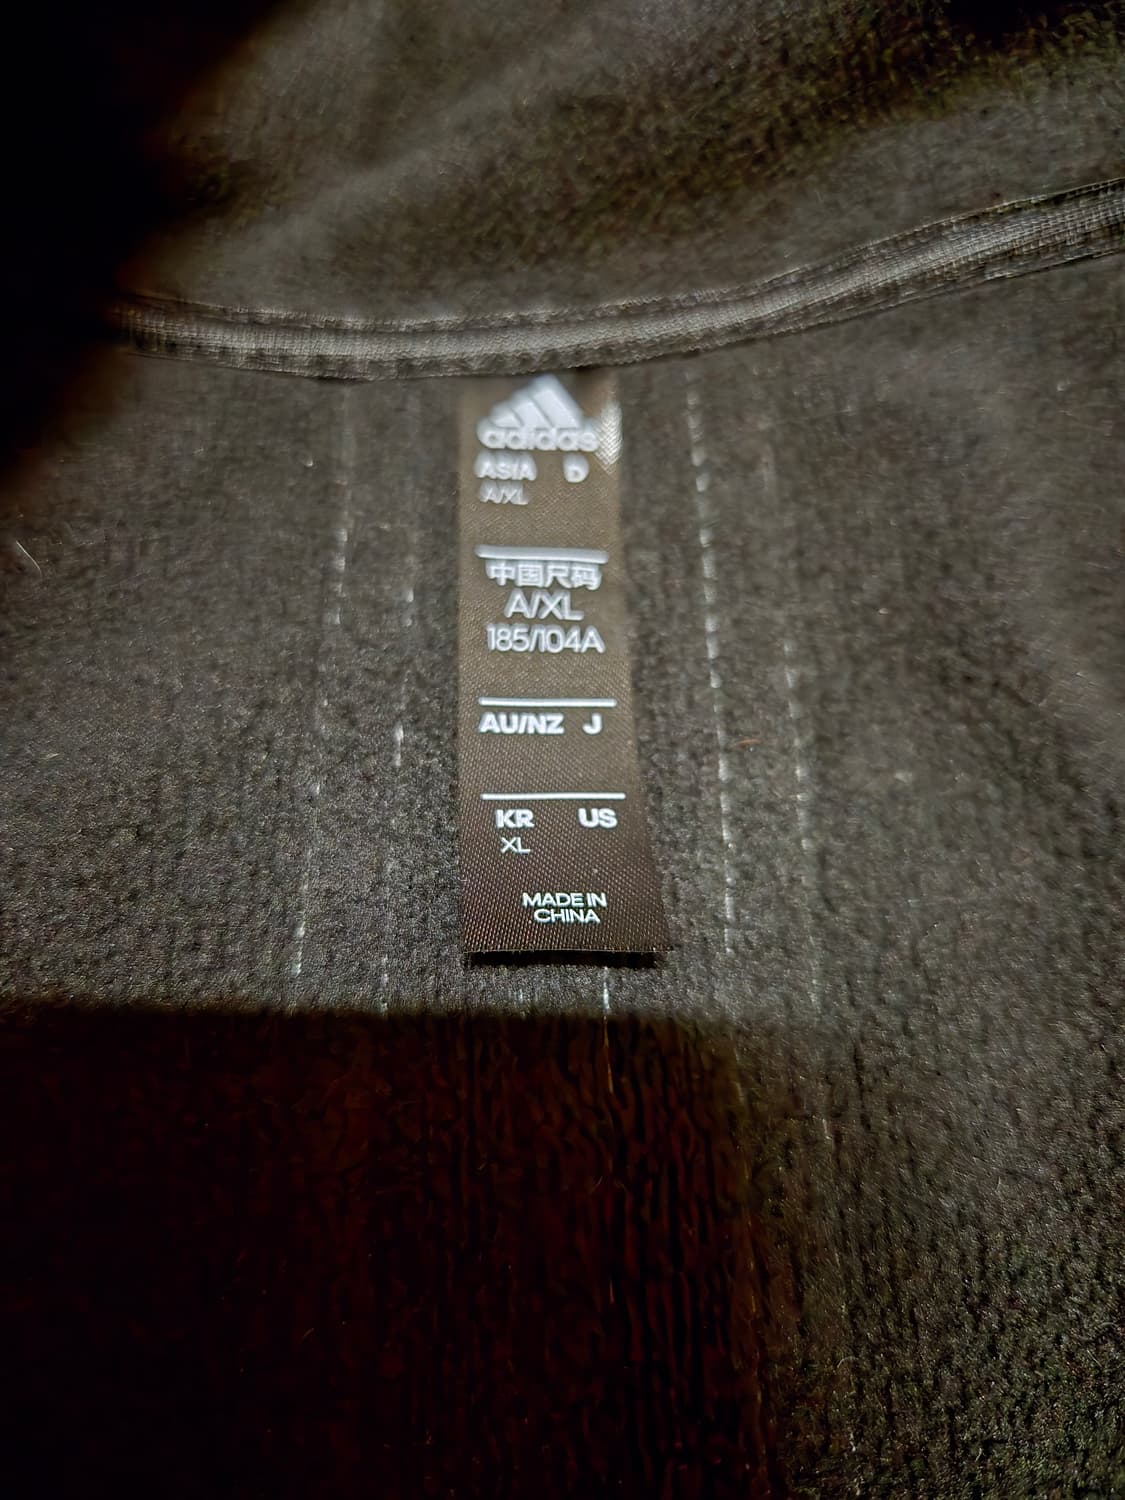 adidas
ASIA D
A/XL
中国尺码
A/XL
185/104A
AU/NZ J
KR US
XL
MADE IN
CHINA